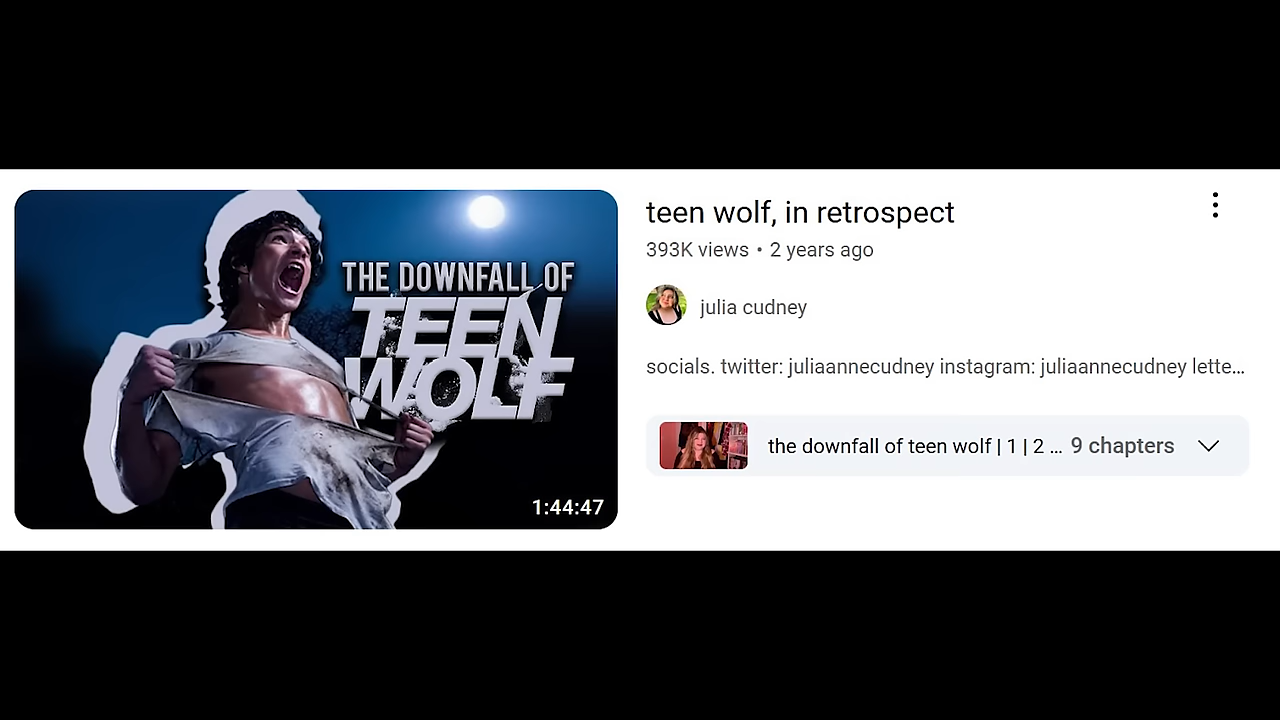 THE DOWNFALL OF
TEEN
WOLF
1:44:47
teen wolf, in retrospect
393K views • 2 years ago
julia cudney
socials. twitter: juliaannecudney instagram: juliaannecudney lette...
the downfall of teen wolf | 1 | 2 ... 9 chapters